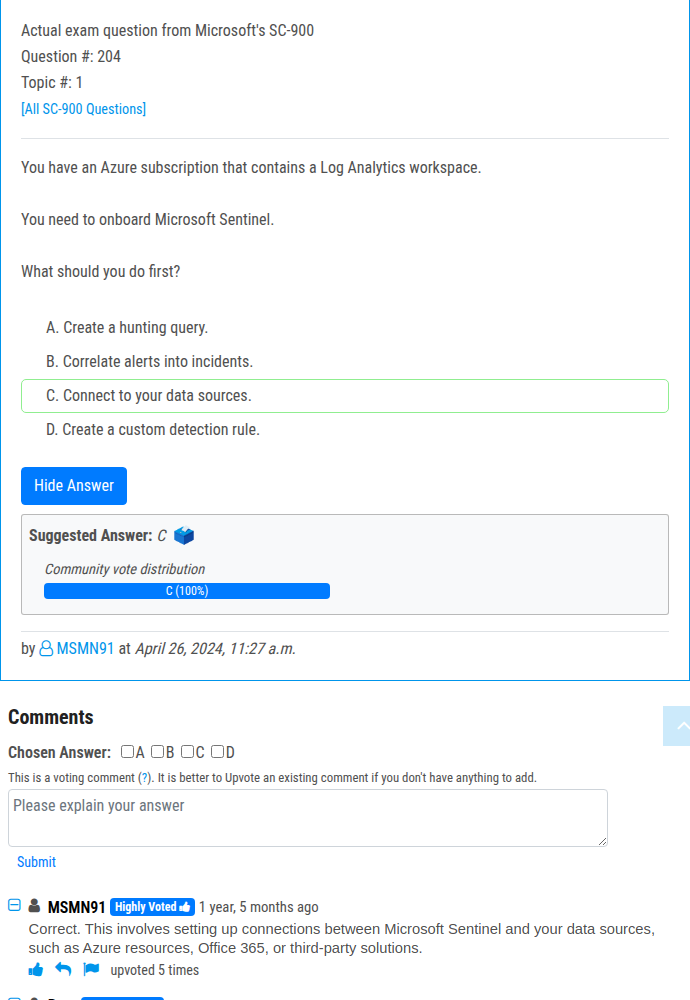 Actual exam question from Microsoft's SC-900
Question #: 204
Topic #: 1
[All SC-900 Questions]
You have an Azure subscription that contains a Log Analytics workspace.
You need to onboard Microsoft Sentinel.
What should you do first?
A. Create a hunting query.
B. Correlate alerts into incidents.
C. Connect to your data sources.
D. Create a custom detection rule.
Hide Answer
Suggested Answer: C
Community vote distribution
C (100%)
by MSMN91 at April 26, 2024, 11:27 a.m.
Comments
Chosen Answer: A B C D
This is a voting comment (?). It is better to Upvote an existing comment if you don't have anything to add.
Please explain your answer
Submit
MSMN91 Highly Voted 1 year, 5 months ago
Correct. This involves setting up connections between Microsoft Sentinel and your data sources,
such as Azure resources, Office 365, or third-party solutions.
upvoted 5 times